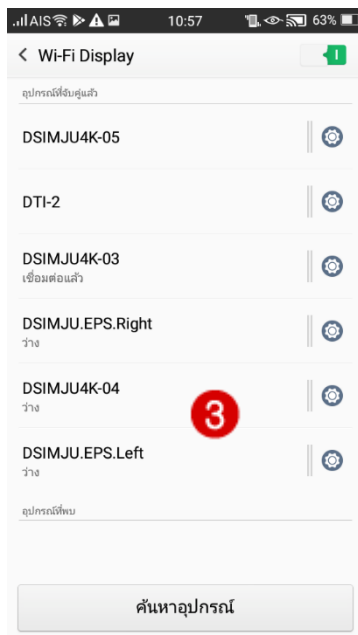 AIS 10:57 63%
Wi-Fi Display
อุปกรณ์ที่จับคู่แล้ว
DSIMJU4K-05
DTI-2
DSIMJU4K-03
เชื่อมต่อแล้ว
DSIMJU.EPS.Right
ว่าง
DSIMJU4K-04
ว่าง
3
DSIMJU.EPS.Left
ว่าง
อุปกรณ์ที่พบ
ค้นหาอุปกรณ์